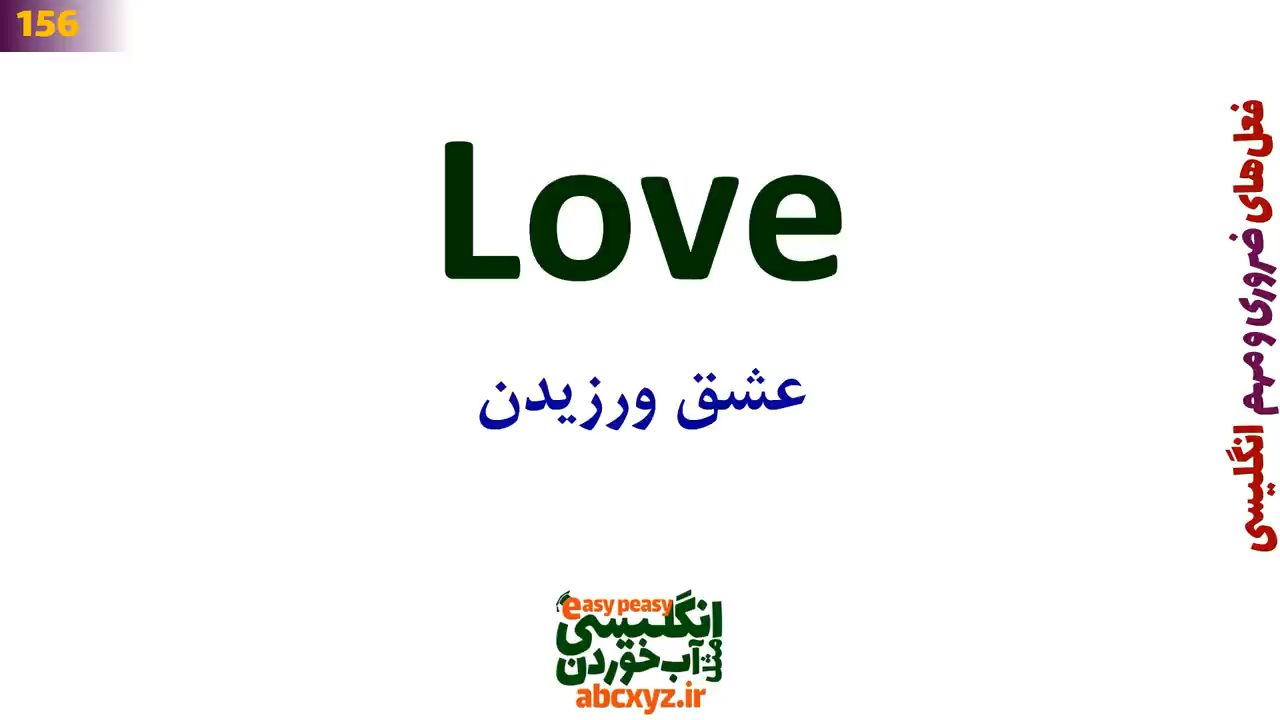 156
Love
عشق ورزیدن
فعل‌های ضروری و مهم انگلیسی
easy peasy
انگلیسی
مثل آب خوردن
abcxyz.ir